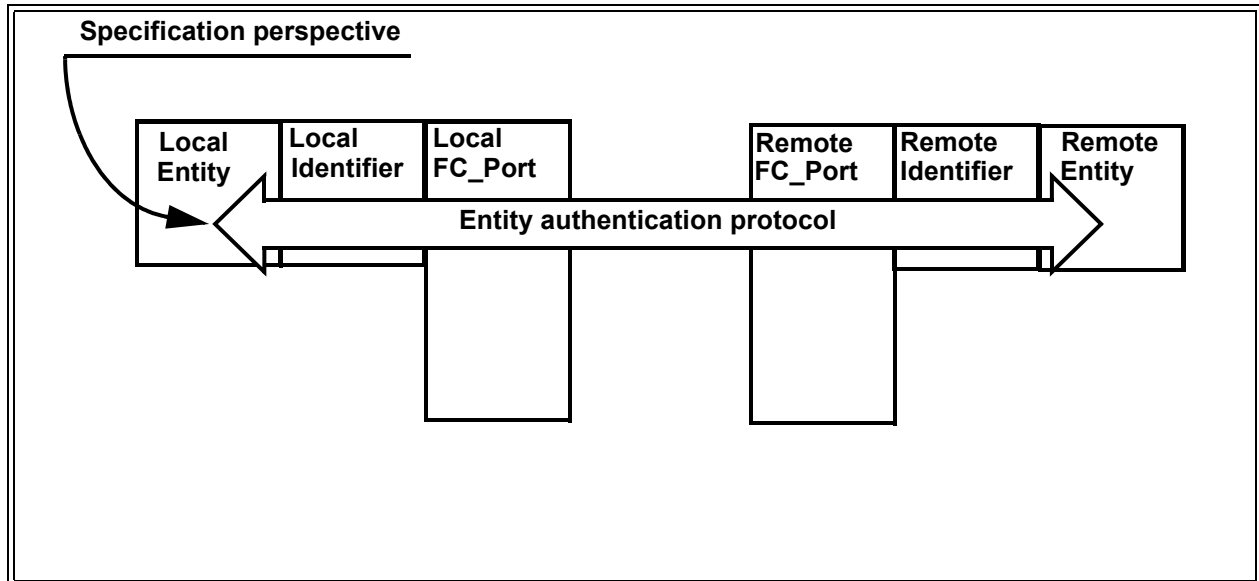 Specification perspective
Local
Entity
Local
Identifier
Local
FC_Port
Remote
FC_Port
Remote
Identifier
Remote
Entity
Entity authentication protocol